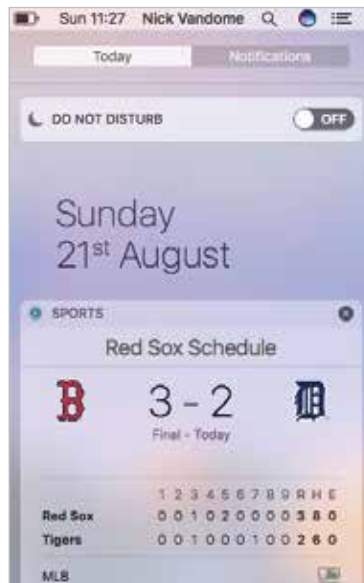 Sun 11:27 Nick Vandome
Today Notifications
DO NOT DISTURB OFF
Sunday
21st August
SPORTS
Red Sox Schedule
B 3 - 2 D
Final - Today
1 2 3 4 5 6 7 8 9 R H E
Red Sox 0 0 1 0 2 0 0 0 0 3 8 0
Tigers 0 0 1 0 0 0 1 0 0 2 6 0
MLB